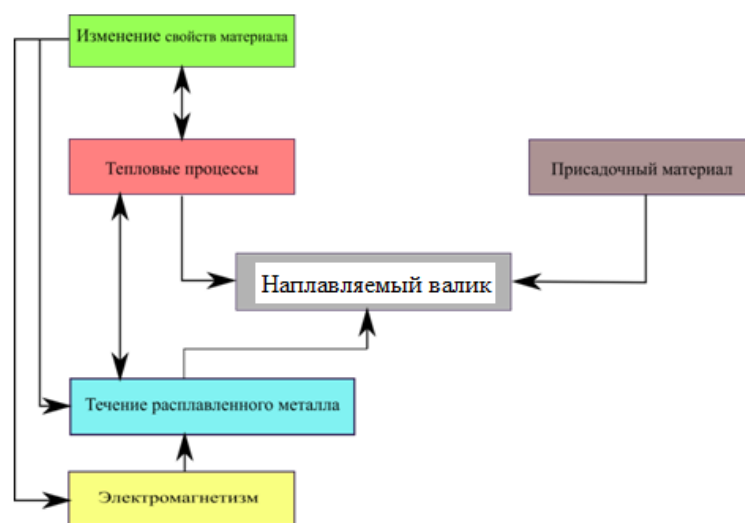 Изменение свойств материала
Тепловые процессы
Присадочный материал
Наплавляемый валик
Течение расплавленного металла
Электромагнетизм